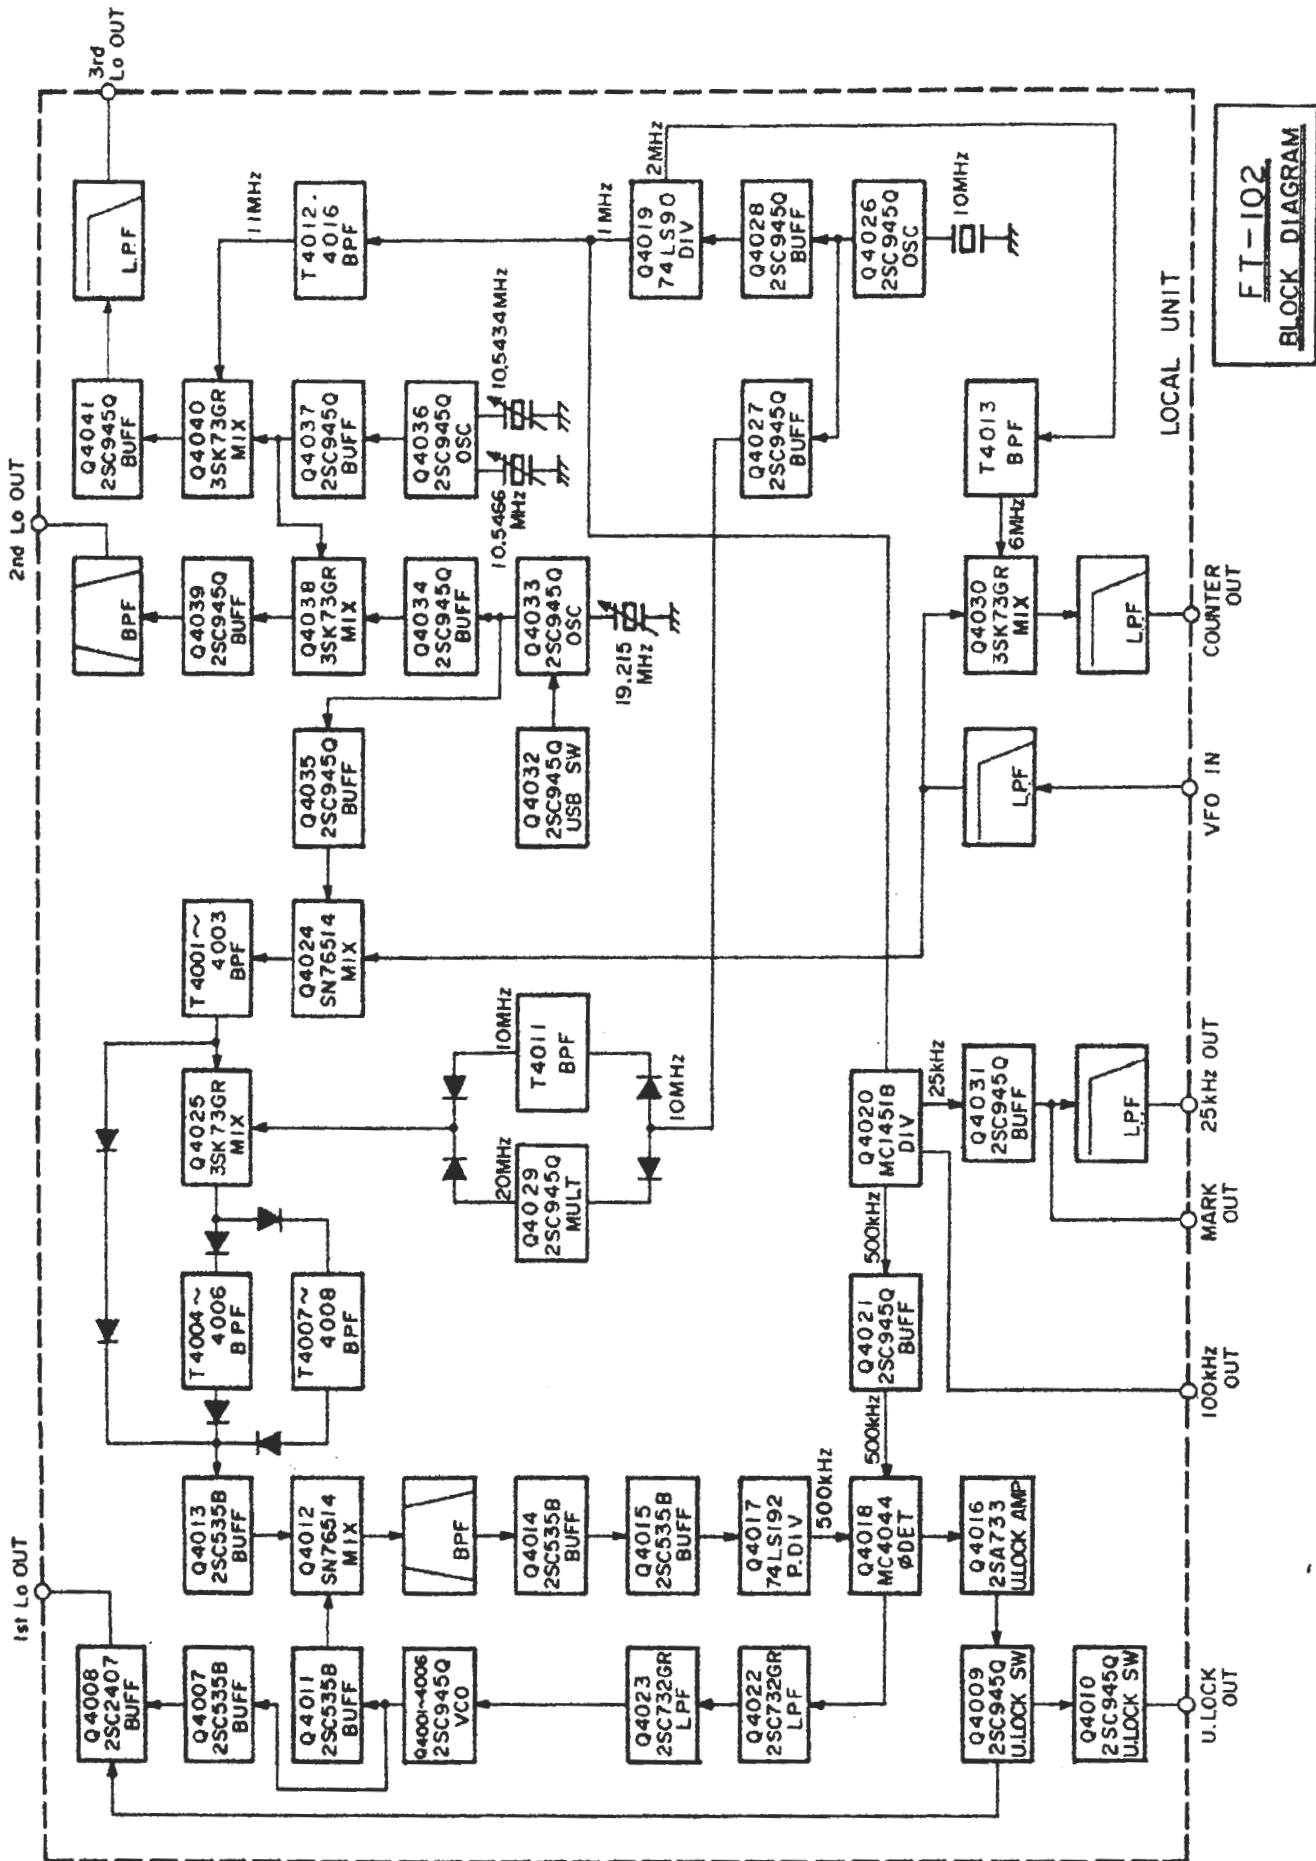 3rd
Lo OUT
L.P.F
11MHz
T4012.
4016
BPF
1MHz
2MHz
Q4019
74LS90
DIV
Q4028
2SC945Q
BUFF
Q4026
2SC945Q
OSC
10MHz
FT-102
BLOCK DIAGRAM
LOCAL UNIT
Q4041
2SC945Q
BUFF
Q4040
3SK73GR
MIX
Q4037
2SC945Q
BUFF
Q4036
2SC945Q
OSC
10.5434MHz
10.5466
MHz
Q4027
2SC945Q
BUFF
T4013
BPF
6MHz
2nd Lo OUT
BPF
Q4039
2SC945Q
BUFF
Q4038
3SK73GR
MIX
Q4034
2SC945Q
BUFF
Q4033
2SC945Q
OSC
19.215
MHz
Q4030
3SK73GR
MIX
L.P.F
COUNTER
OUT
Q4035
2SC945Q
BUFF
Q4032
2SC945Q
USB SW
L.P.F
VFO IN
T4001~
4003
BPF
Q4024
SN76514
MIX
Q4025
3SK73GR
MIX
10MHz
T4011
BPF
10MHz
20MHz
Q4029
2SC945Q
MULT
Q4020
MC14518
DIV
25kHz
Q4031
2SC945Q
BUFF
L.P.F
25kHz OUT
MARK
OUT
500kHz
T4004~
4006
BPF
T4007~
4008
BPF
Q4021
2SC945Q
BUFF
500kHz
100kHz
OUT
1st Lo OUT
Q4013
2SC535B
BUFF
Q4012
SN76514
MIX
BPF
Q4014
2SC535B
BUFF
Q4015
2SC535B
BUFF
Q4017
74LS192
P.DIV
500kHz
Q4018
MC4044
ØDET
Q4016
2SA733
U.LOCK AMP
Q4008
2SC2407
BUFF
Q4007
2SC535B
BUFF
Q4011
2SC535B
BUFF
Q4001~4006
2SC945Q
VCO
Q4023
2SC732GR
LPF
Q4022
2SC732GR
LPF
Q4009
2SC945Q
U.LOCK SW
Q4010
2SC945Q
U.LOCK SW
U.LOCK
OUT